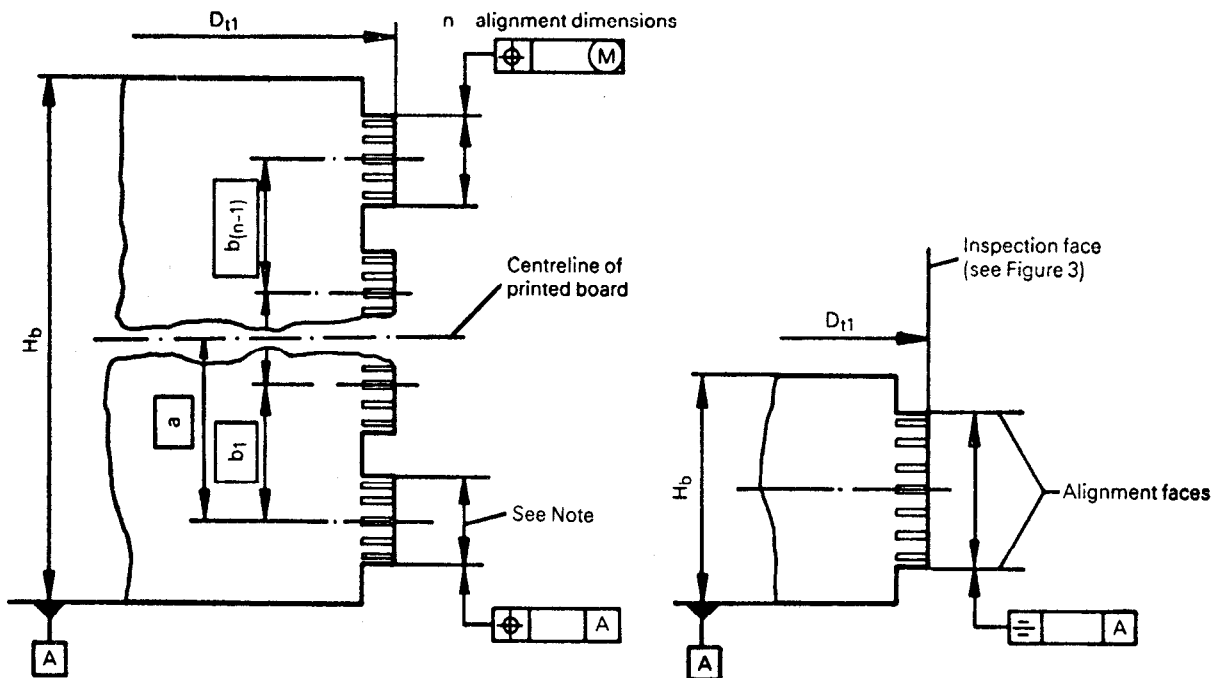 D_t1
n alignment dimensions
⌖ Ⓜ
b_(n-1)
Centreline of
printed board
H_b
a
b_1
See Note
⌖ A
A
Inspection face
(see Figure 3)
D_t1
H_b
Alignment faces
⌯ A
A